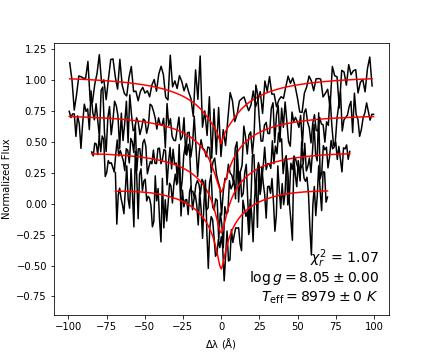 1.25
1.00
0.75
0.50
0.25
0.00
−0.25
−0.50
−0.75
Normalized Flux
χ²ᵣ = 1.07
log g = 8.05 ± 0.00
T_eff = 8979 ± 0 K
−100 −75 −50 −25 0 25 50 75 100
Δλ (Å)